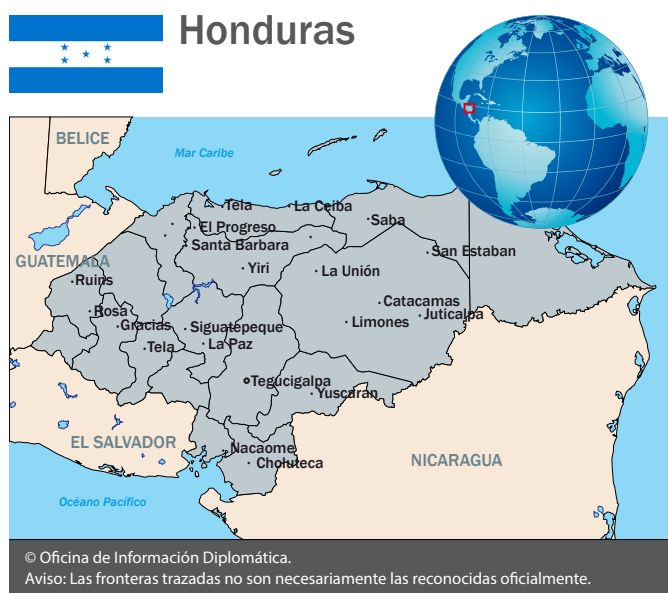 Honduras
BELICE
Mar Caribe
Tela
La Ceiba
Saba
El Progreso
Santa Barbara
San Estaban
GUATEMALA
Yiri
La Unión
Ruins
Catacamas
Rosa
Juticalpa
Gracias
Siguatepeque
Limones
Tela
La Paz
Tegucigalpa
Yuscarán
EL SALVADOR
Nacaome
NICARAGUA
Choluteca
Océano Pacífico
© Oficina de Información Diplomática.
Aviso: Las fronteras trazadas no son necesariamente las reconocidas oficialmente.